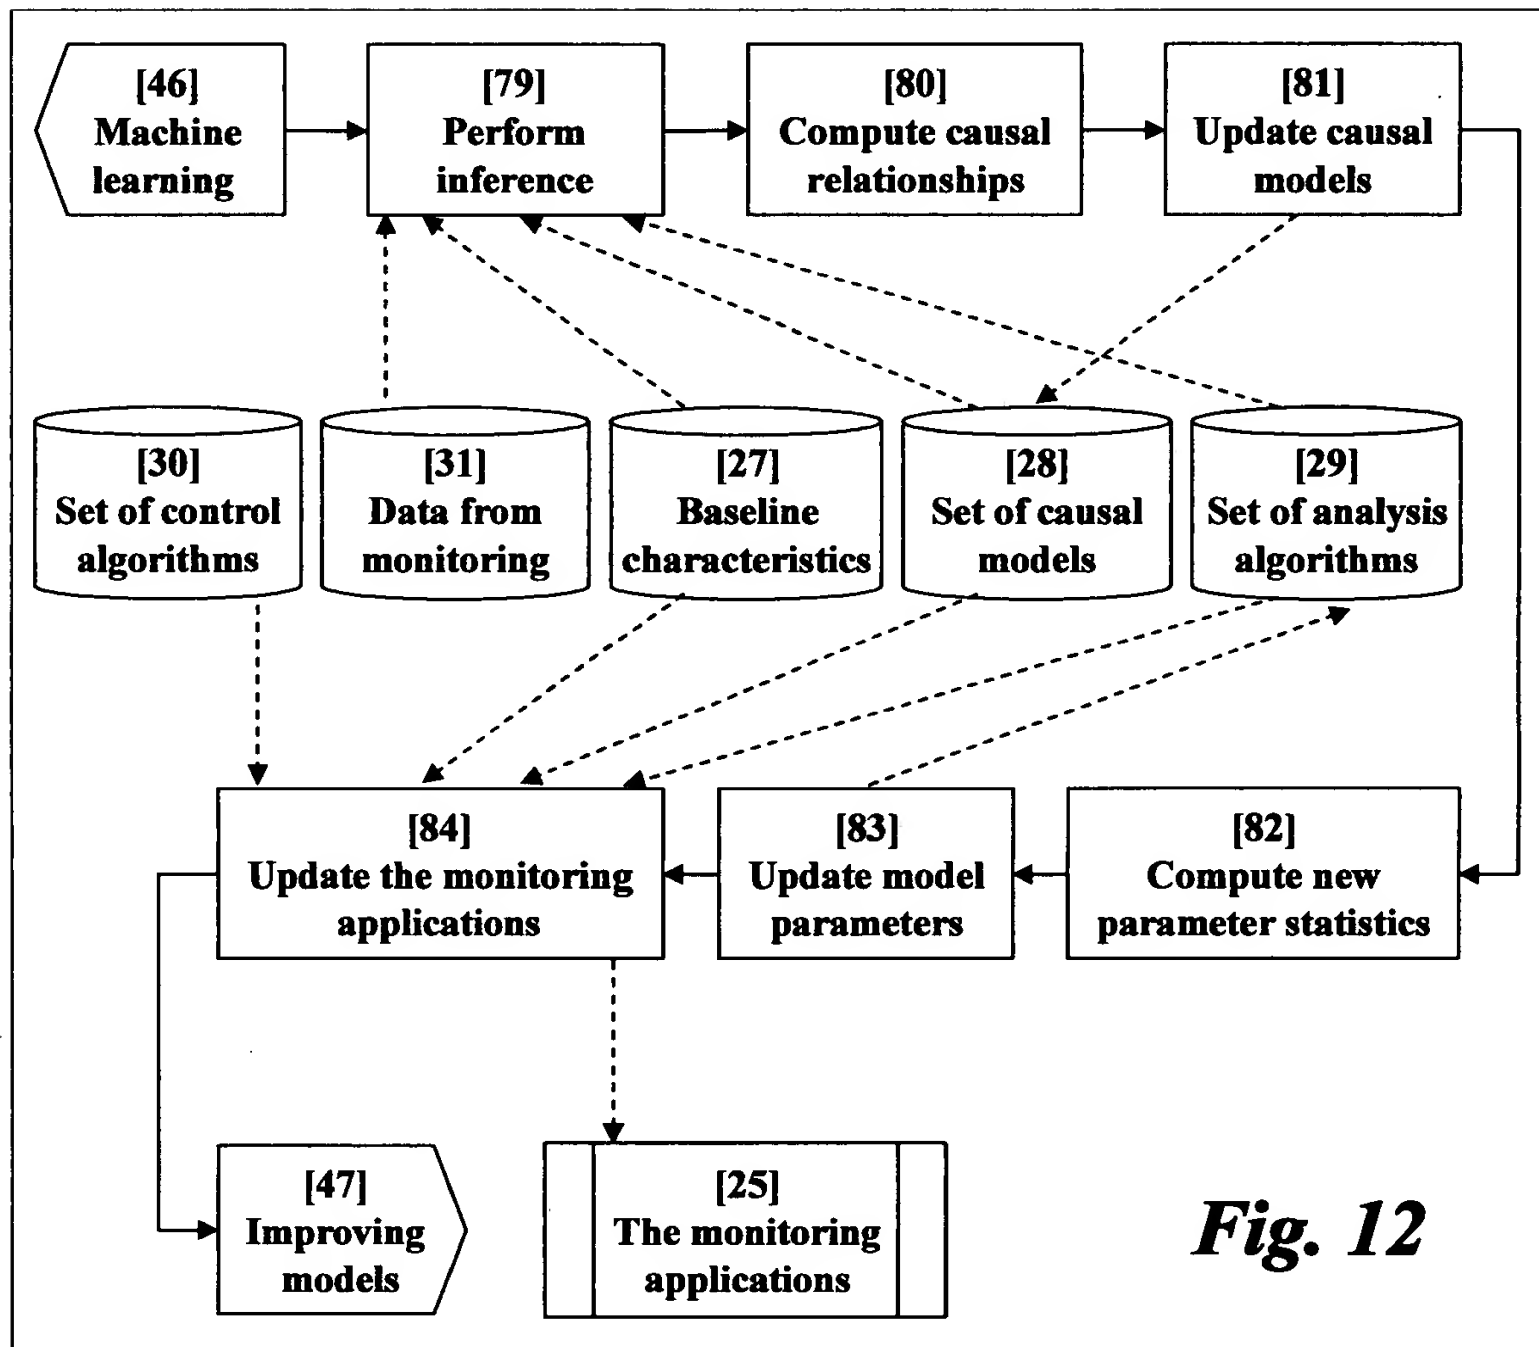 [46]
Machine
learning
[79]
Perform
inference
[80]
Compute causal
relationships
[81]
Update causal
models
[30]
Set of control
algorithms
[31]
Data from
monitoring
[27]
Baseline
characteristics
[28]
Set of causal
models
[29]
Set of analysis
algorithms
[84]
Update the monitoring
applications
[83]
Update model
parameters
[82]
Compute new
parameter statistics
[47]
Improving
models
[25]
The monitoring
applications
Fig. 12